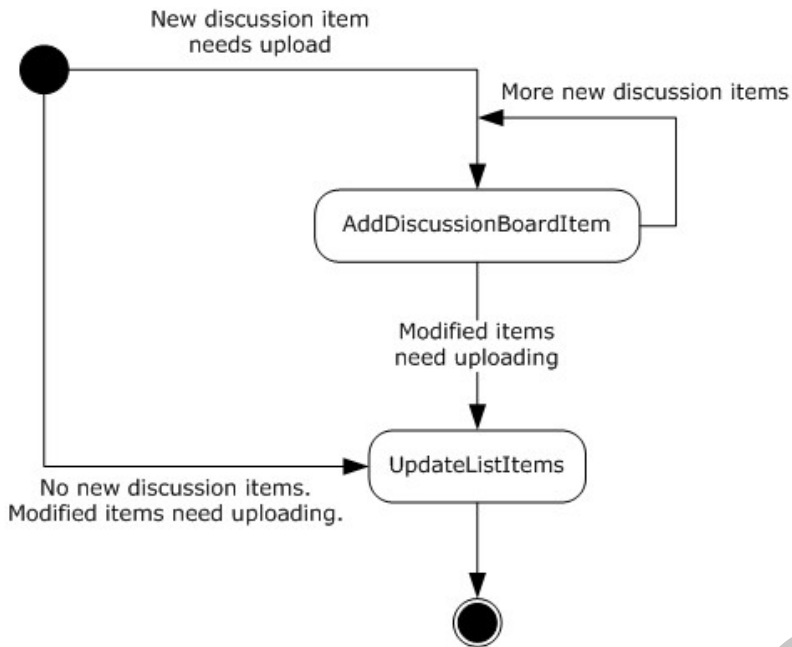 New discussion item
needs upload
More new discussion items
AddDiscussionBoardItem
Modified items
need uploading
UpdateListItems
No new discussion items.
Modified items need uploading.